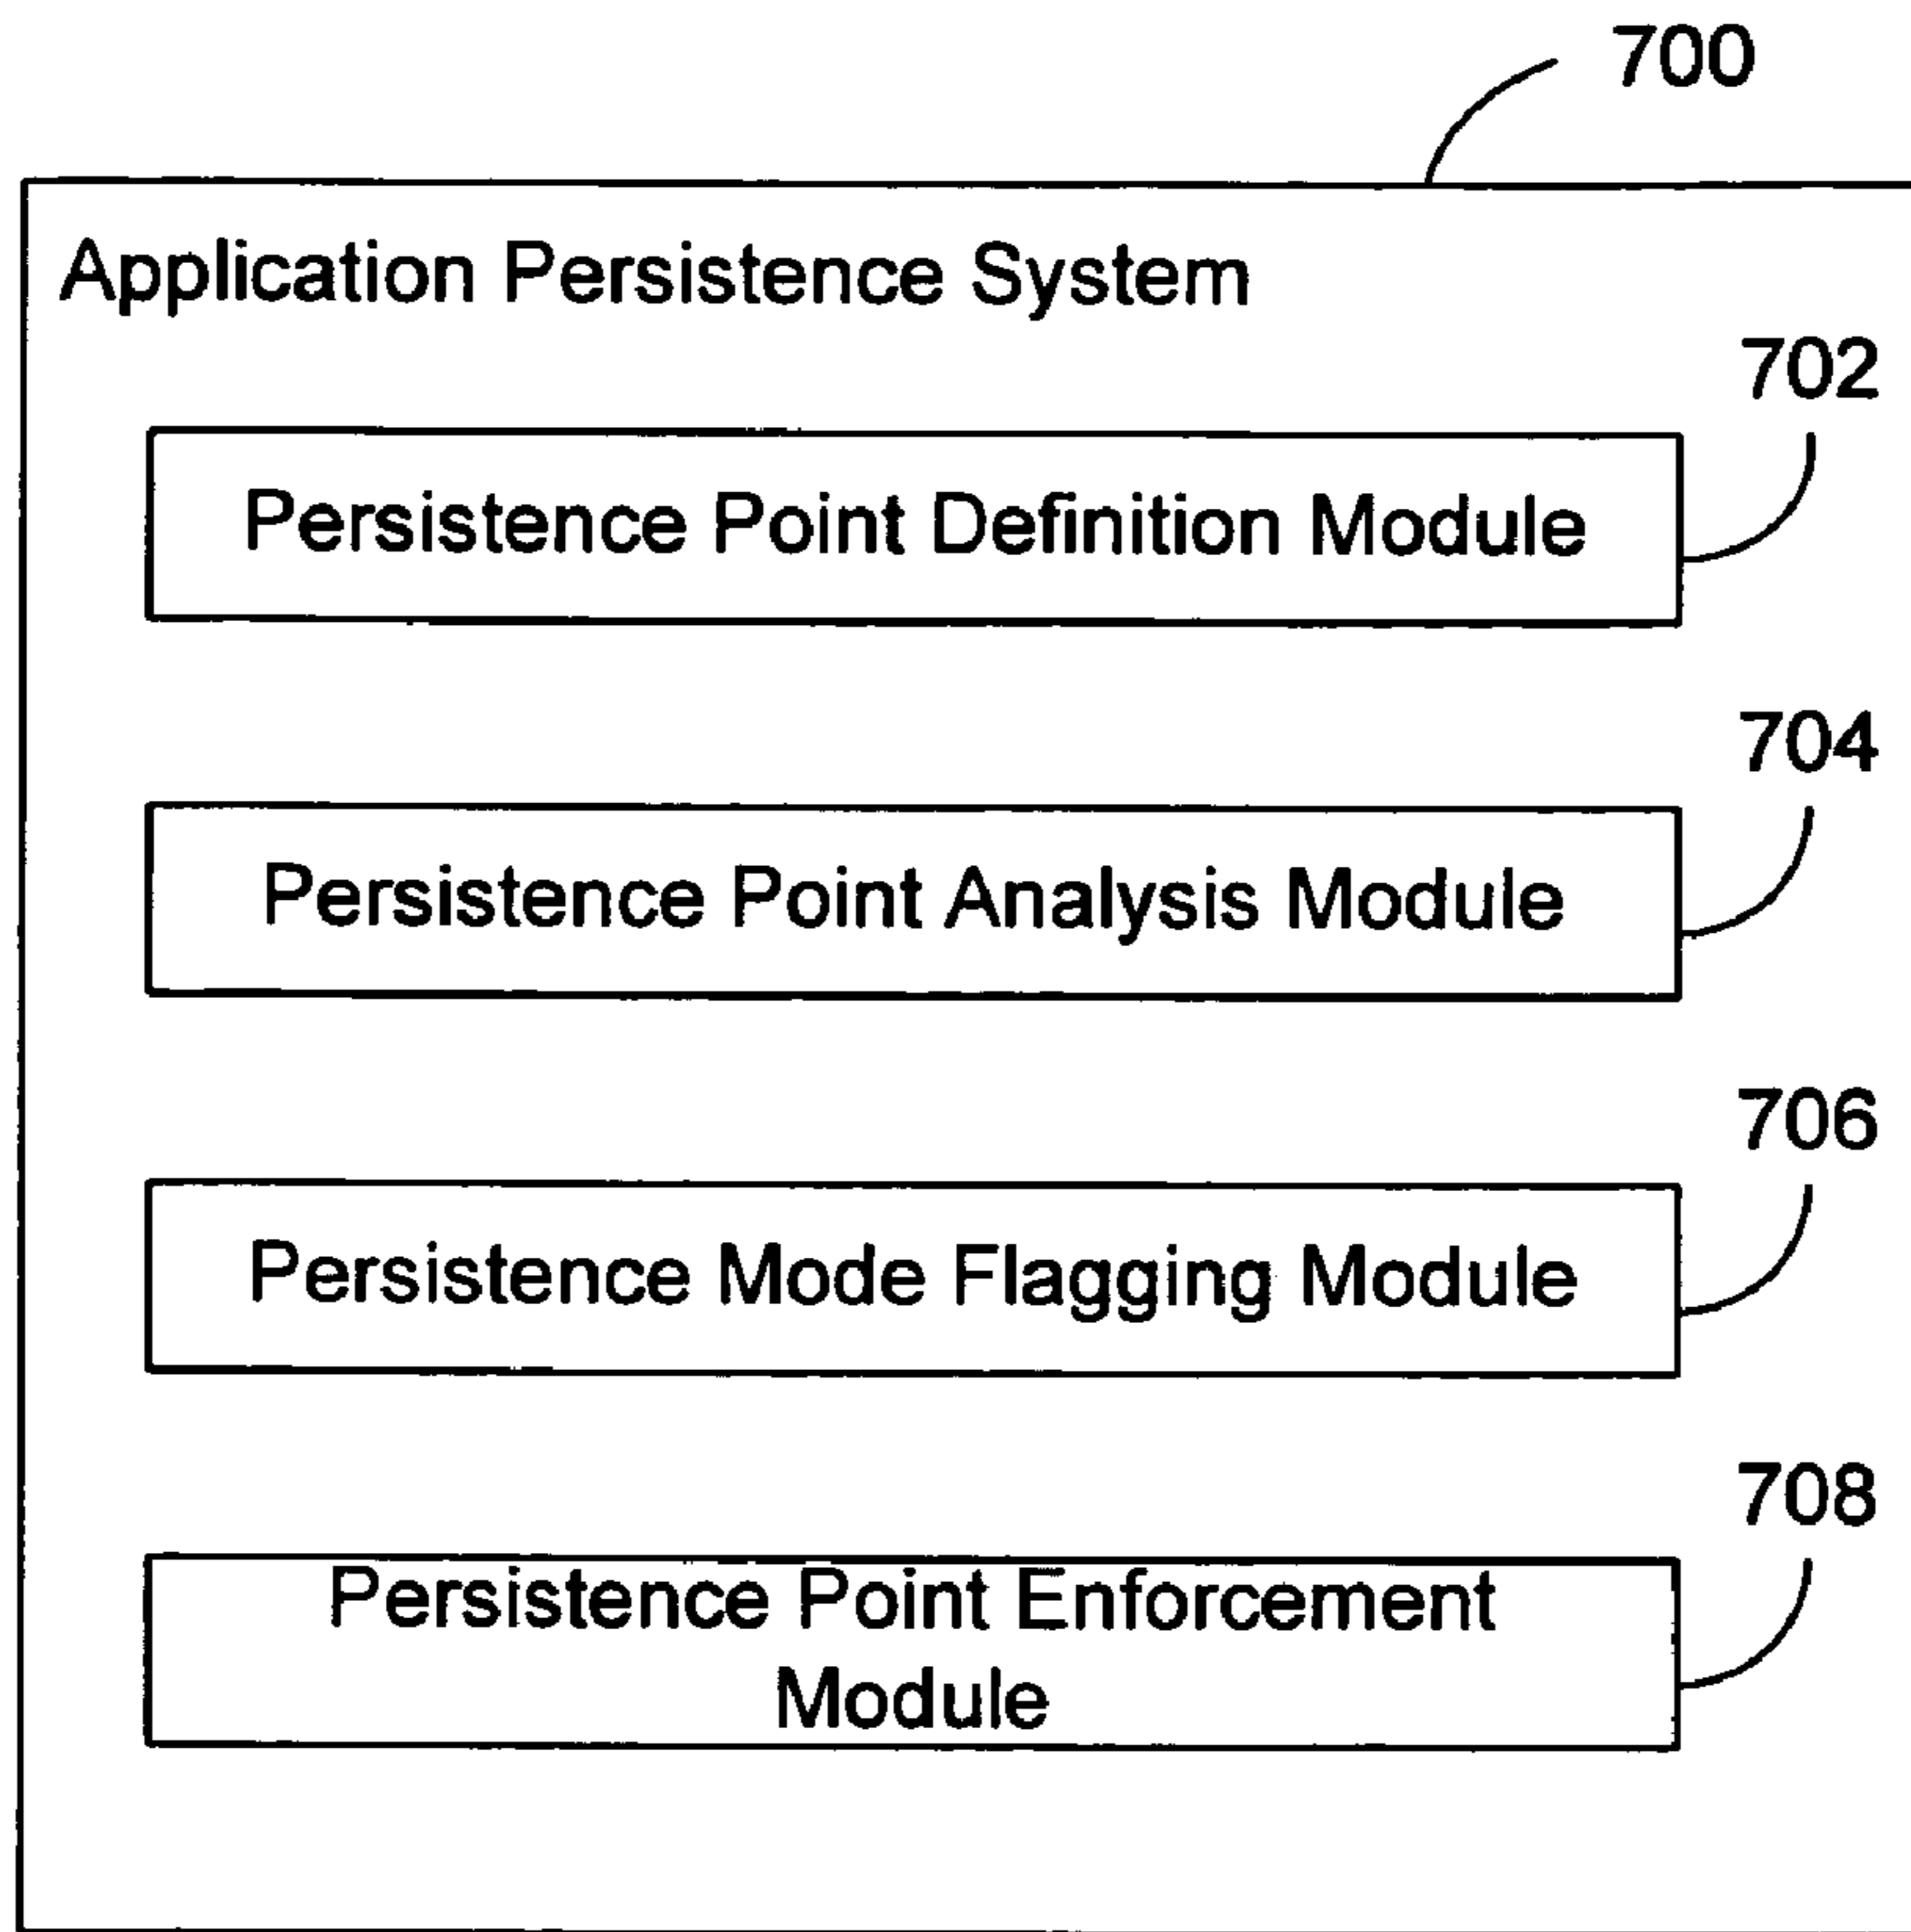 700
Application Persistence System
702
Persistence Point Definition Module
704
Persistence Point Analysis Module
706
Persistence Mode Flagging Module
708
Persistence Point Enforcement
Module